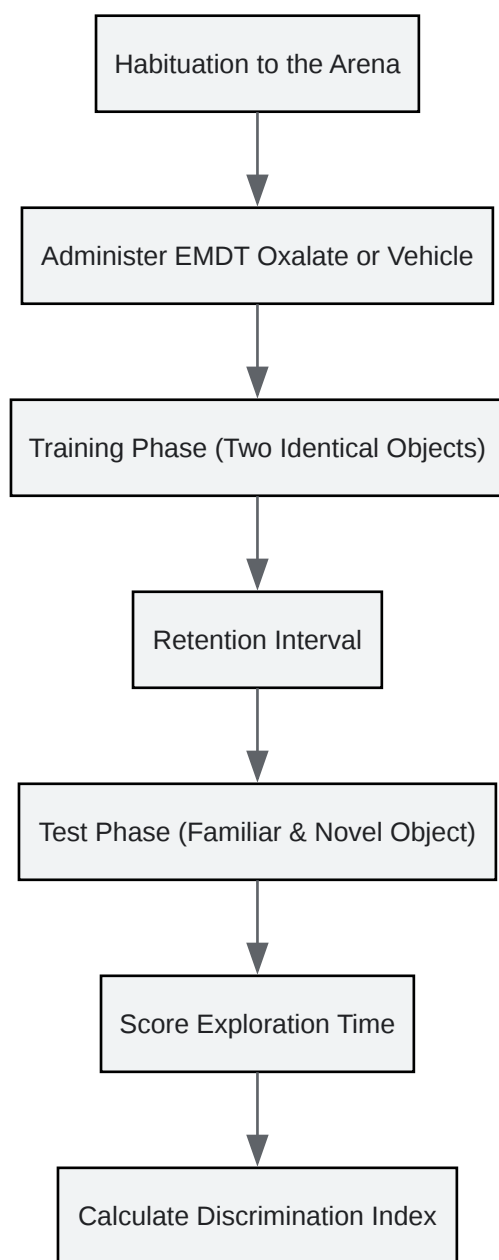 Habituation to the Arena
Administer EMDT Oxalate or Vehicle
Training Phase (Two Identical Objects)
Retention Interval
Test Phase (Familiar & Novel Object)
Score Exploration Time
Calculate Discrimination Index